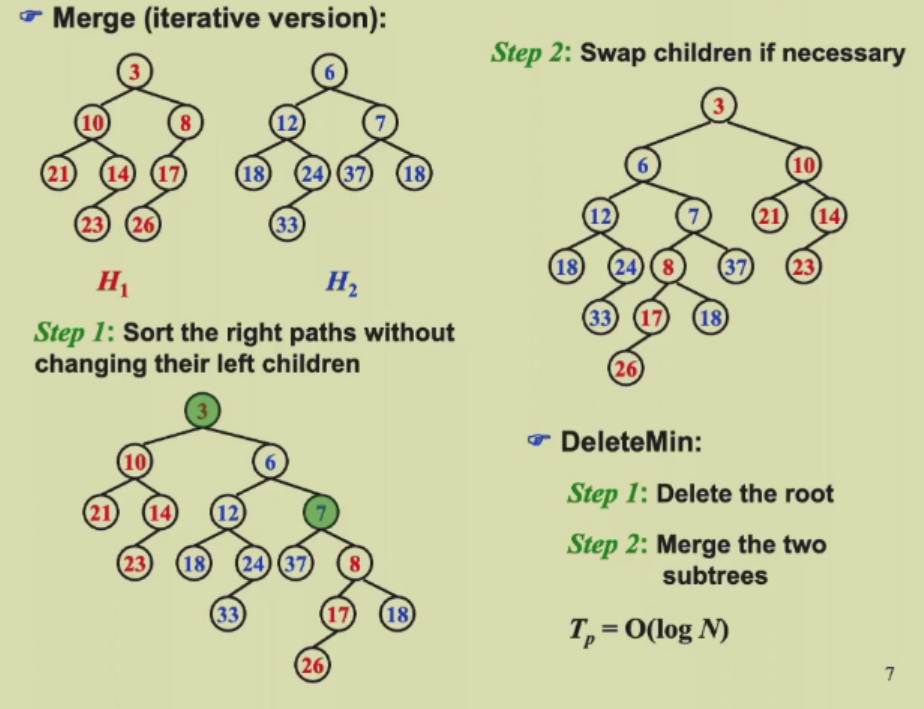 ☞ Merge (iterative version):
3
10 8
21 14 17
23 26
H₁
6
12 7
18 24 37 18
33
H₂
Step 1: Sort the right paths without
changing their left children
3
10 6
21 14 12 7
23 18 24 37 8
33 17 18
26
Step 2: Swap children if necessary
3
6 10
12 7 21 14
18 24 8 37 23
33 17 18
26
☞ DeleteMin:
Step 1: Delete the root
Step 2: Merge the two
subtrees
Tₚ = O(log N)
7